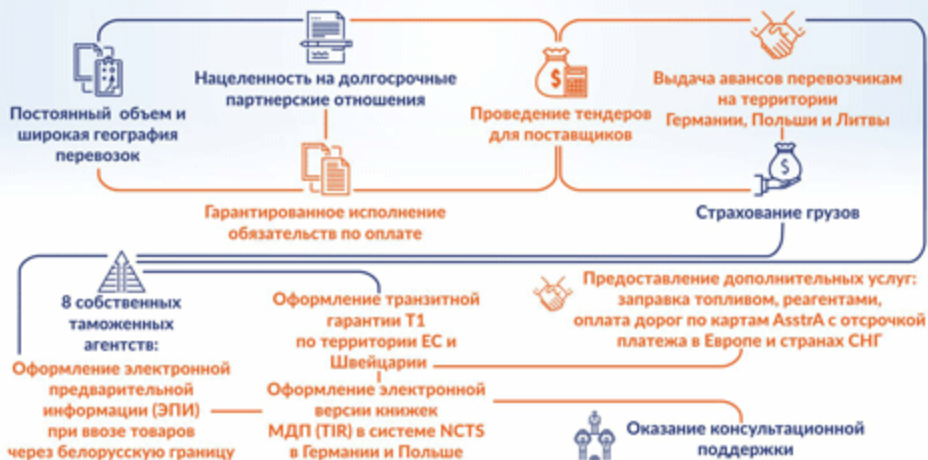 Постоянный объем и
широкая география
перевозок
Нацеленность на долгосрочные
партнерские отношения
Гарантированное исполнение
обязательств по оплате
$
Проведение тендеров
для поставщиков
Выдача авансов перевозчикам
на территории
Германии, Польши и Литвы
$
Страхование грузов
8 собственных
таможенных
агентств:
Оформление электронной
предварительной
информации (ЭПИ)
при ввозе товоров
через белорусскую границу
Оформление транзитной
гарантии Т1
по территории ЕС и
Швейцарии
Оформление электронной
версии книжек
МДП (TIR) в системе NCTS
в Германии и Польше
Предоставление дополнительных услуг:
заправка топливом, реагентами,
оплата дорог по картам AsstrA с отсрочкой
платежа в Европе и странах СНГ
Оказание консультационной
поддержки